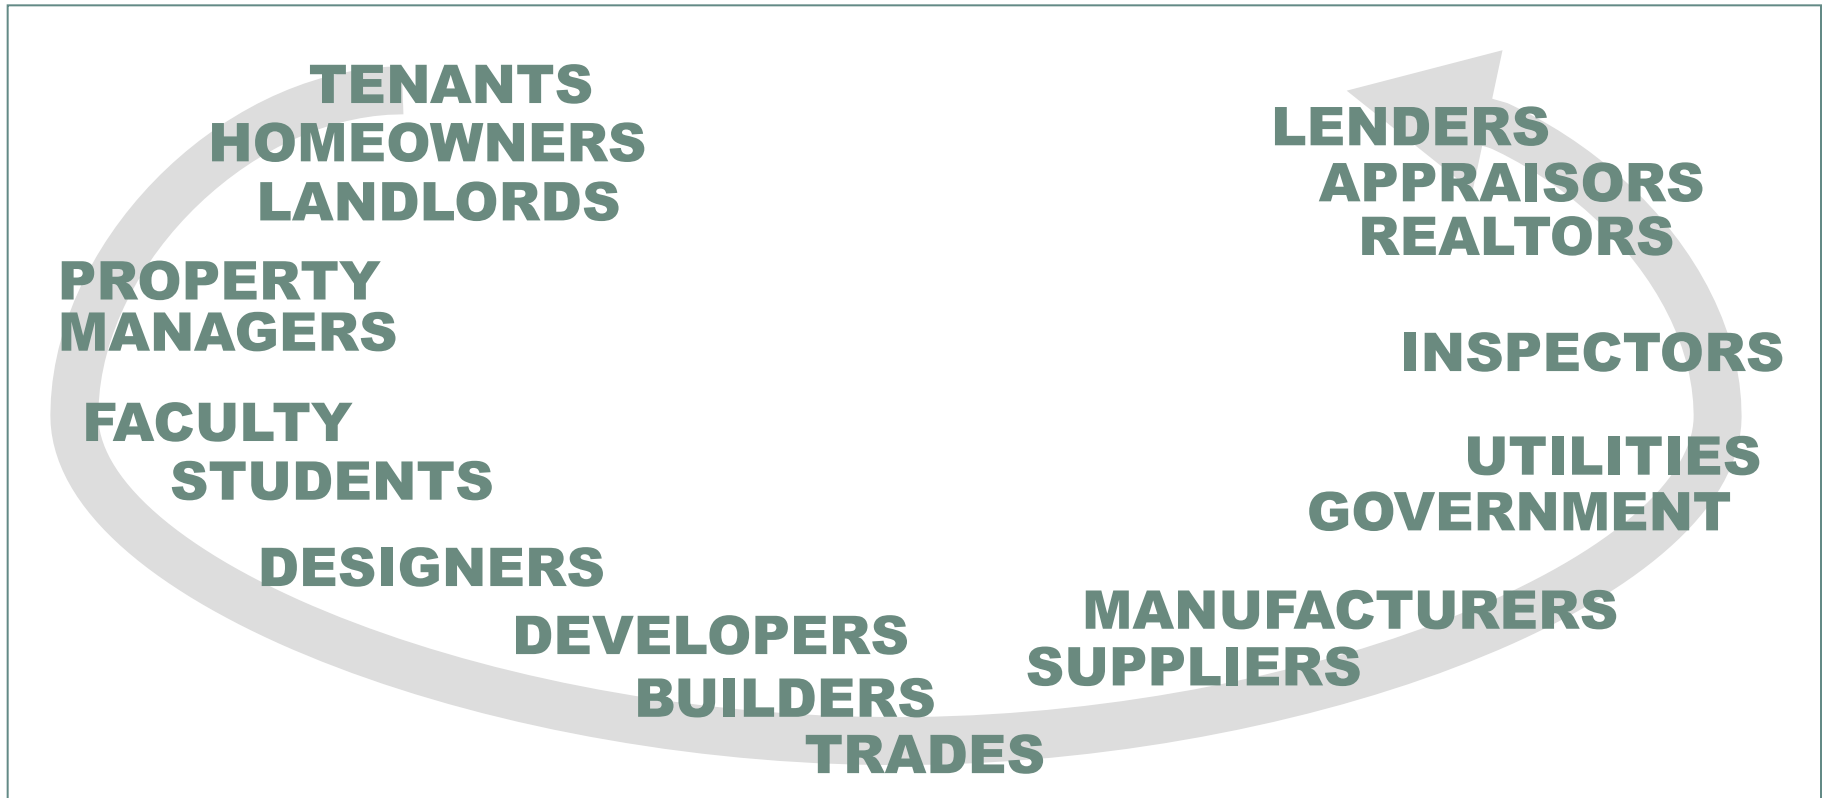 TENANTS
HOMEOWNERS
LANDLORDS
PROPERTY
MANAGERS
FACULTY
STUDENTS
DESIGNERS
DEVELOPERS
BUILDERS
TRADES
SUPPLIERS
MANUFACTURERS
GOVERNMENT
UTILITIES
INSPECTORS
LENDERS
APPRAISORS
REALTORS